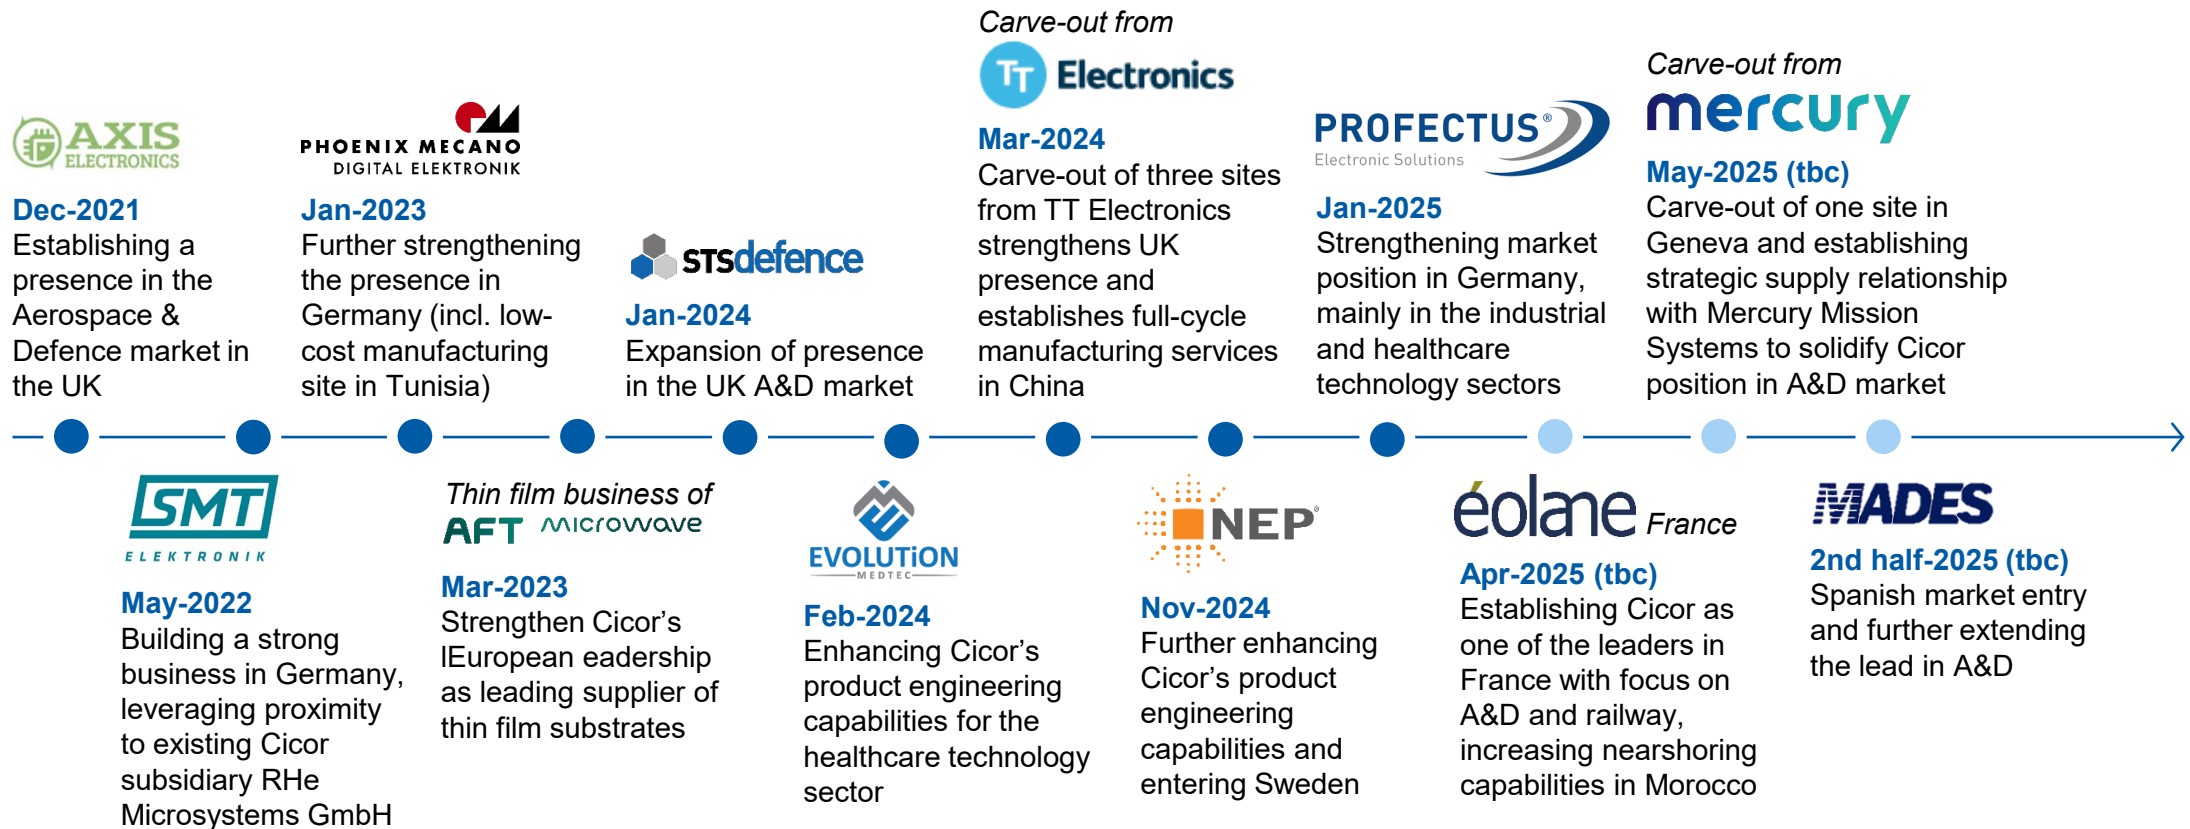 AXIS
ELECTRONICS
Dec-2021
Establishing a
presence in the
Aerospace &
Defence market in
the UK
SMT
ELEKTRONIK
May-2022
Building a strong
business in Germany,
leveraging proximity
to existing Cicor
subsidiary RHe
Microsystems GmbH
PHOENIX MECANO
DIGITAL ELEKTRONIK
Jan-2023
Further strengthening
the presence in
Germany (incl. low-
cost manufacturing
site in Tunisia)
Thin film business of
AFT microwave
Mar-2023
Strengthen Cicor’s
lEuropean eadership
as leading supplier of
thin film substrates
STSdefence
Jan-2024
Expansion of presence
in the UK A&D market
EVOLUTiON
MEDTEC
Feb-2024
Enhancing Cicor’s
product engineering
capabilities for the
healthcare technology
sector
Carve-out from
TT Electronics
Mar-2024
Carve-out of three sites
from TT Electronics
strengthens UK
presence and
establishes full-cycle
manufacturing services
in China
NEP®
Nov-2024
Further enhancing
Cicor’s product
engineering
capabilities and
entering Sweden
PROFECTUS®
Electronic Solutions
Jan-2025
Strengthening market
position in Germany,
mainly in the industrial
and healthcare
technology sectors
éolane France
Apr-2025 (tbc)
Establishing Cicor as
one of the leaders in
France with focus on
A&D and railway,
increasing nearshoring
capabilities in Morocco
Carve-out from
mercury
May-2025 (tbc)
Carve-out of one site in
Geneva and establishing
strategic supply relationship
with Mercury Mission
Systems to solidify Cicor
position in A&D market
MADES
2nd half-2025 (tbc)
Spanish market entry
and further extending
the lead in A&D